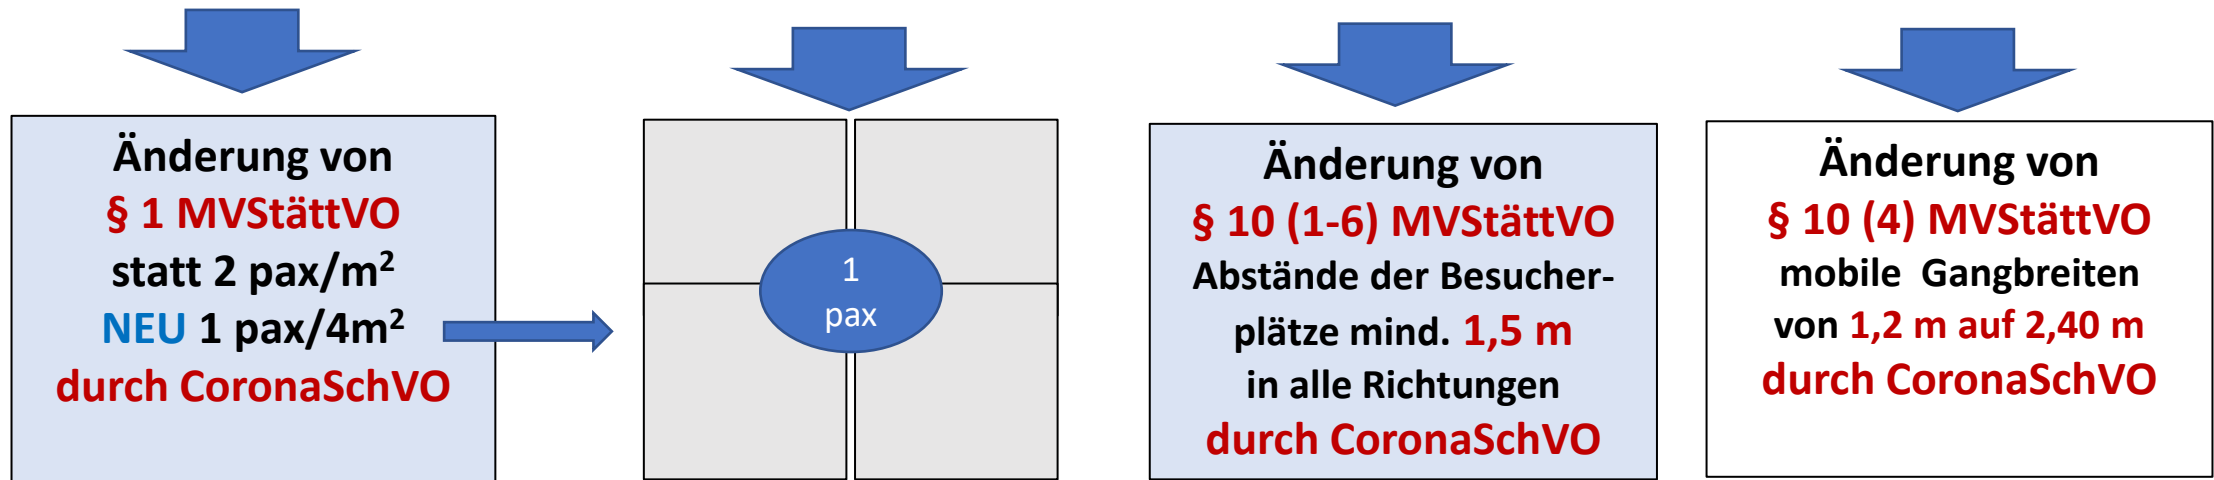 Änderung von
§ 1 MVStättVO
statt 2 pax/m²
NEU 1 pax/4m²
durch CoronaSchVO
1
pax
Änderung von
§ 10 (1-6) MVStättVO
Abstände der Besucher-
plätze mind. 1,5 m
in alle Richtungen
durch CoronaSchVO
Änderung von
§ 10 (4) MVStättVO
mobile Gangbreiten
von 1,2 m auf 2,40 m
durch CoronaSchVO